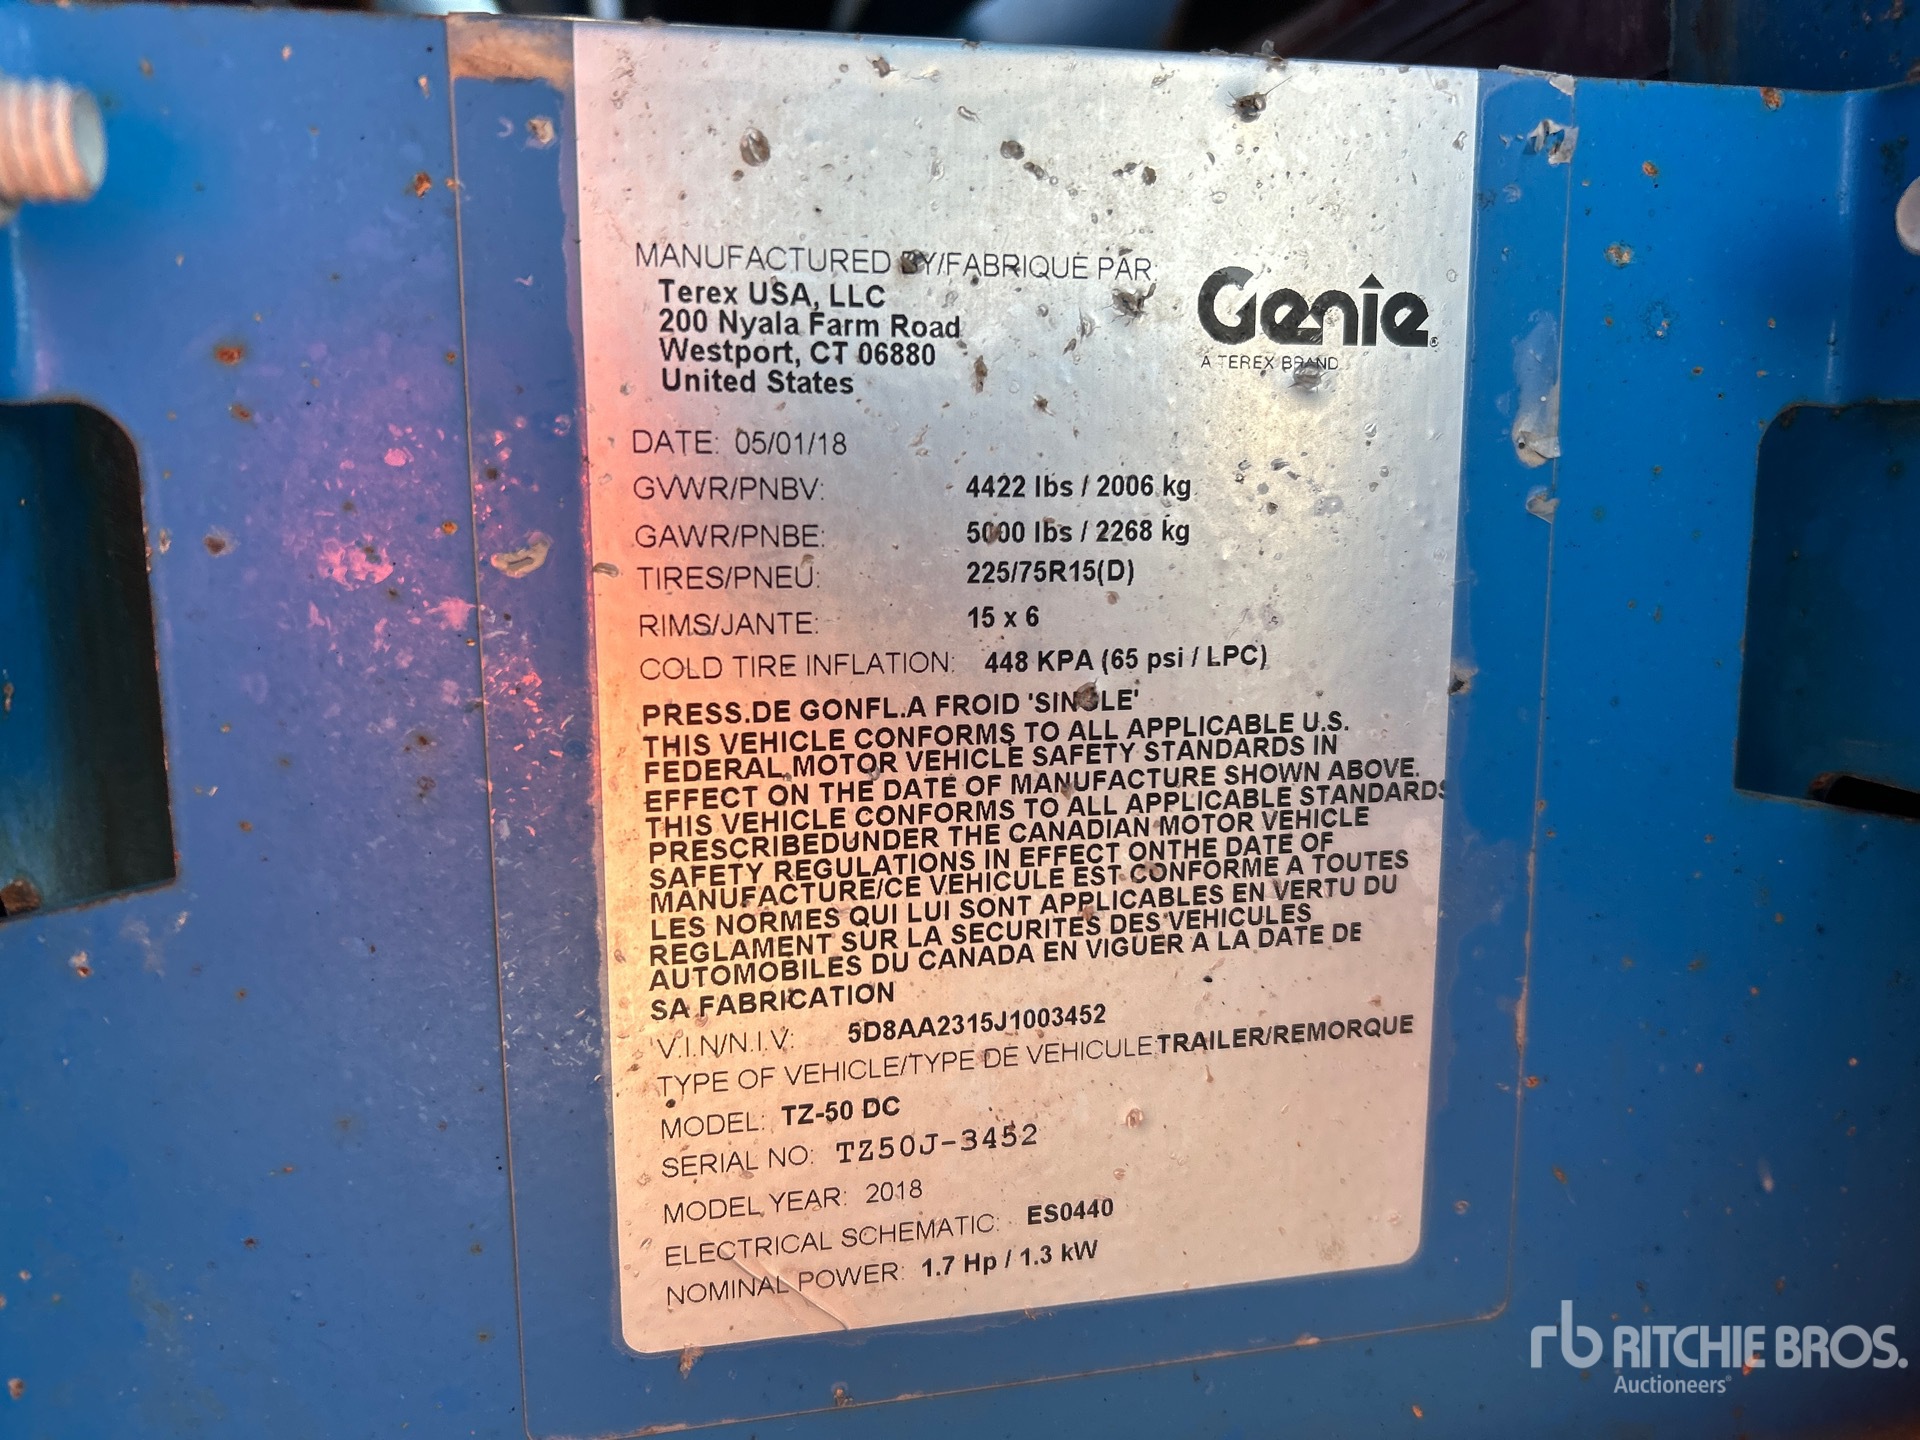 MANUFACTURED BY/FABRIQUÉ PAR:
Terex USA, LLC
200 Nyala Farm Road
Westport, CT 06880
United States
Genie
A TEREX BRAND
DATE: 05/01/18
GVWR/PNBV: 4422 lbs / 2006 kg
GAWR/PNBE: 5000 lbs / 2268 kg
TIRES/PNEU: 225/75R15(D)
RIMS/JANTE: 15 x 6
COLD TIRE INFLATION: 448 KPA (65 psi / LPC)
PRESS.DE GONFL.A FROID 'SINGLE'
THIS VEHICLE CONFORMS TO ALL APPLICABLE U.S.
FEDERAL MOTOR VEHICLE SAFETY STANDARDS IN
EFFECT ON THE DATE OF MANUFACTURE SHOWN ABOVE.
THIS VEHICLE CONFORMS TO ALL APPLICABLE STANDARDS
PRESCRIBEDUNDER THE CANADIAN MOTOR VEHICLE
SAFETY REGULATIONS IN EFFECT ONTHE DATE OF
MANUFACTURE/CE VEHICULE EST CONFORME A TOUTES
LES NORMES QUI LUI SONT APPLICABLES EN VERTU DU
REGLAMENT SUR LA SECURITES DES VEHICULES
AUTOMOBILES DU CANADA EN VIGUER A LA DATE DE
SA FABRICATION
V.I.N/N.I.V: 5D8AA2315J1003452
TYPE OF VEHICLE/TYPE DE VEHICULE TRAILER/REMORQUE
MODEL: TZ-50 DC
SERIAL NO: TZ50J-3452
MODEL YEAR: 2018
ELECTRICAL SCHEMATIC: ES0440
NOMINAL POWER: 1.7 Hp / 1.3 kW
rb RITCHIE BROS.
Auctioneers